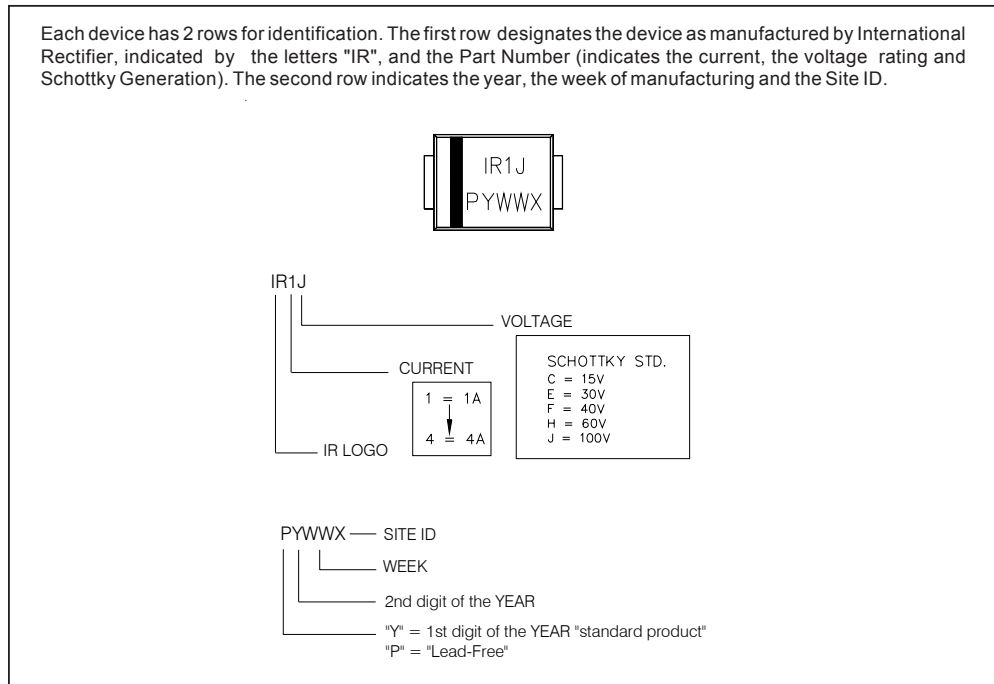 Each device has 2 rows for identification. The first row designates the device as manufactured by International
Rectifier, indicated by the letters "IR", and the Part Number (indicates the current, the voltage rating and
Schottky Generation). The second row indicates the year, the week of manufacturing and the Site ID.
IR1J
PYWWX
IR1J
VOLTAGE
SCHOTTKY STD.
C = 15V
E = 30V
F = 40V
H = 60V
J = 100V
CURRENT
1 = 1A
4 = 4A
IR LOGO
PYWWX
SITE ID
WEEK
2nd digit of the YEAR
"Y" = 1st digit of the YEAR "standard product"
"P" = "Lead-Free"